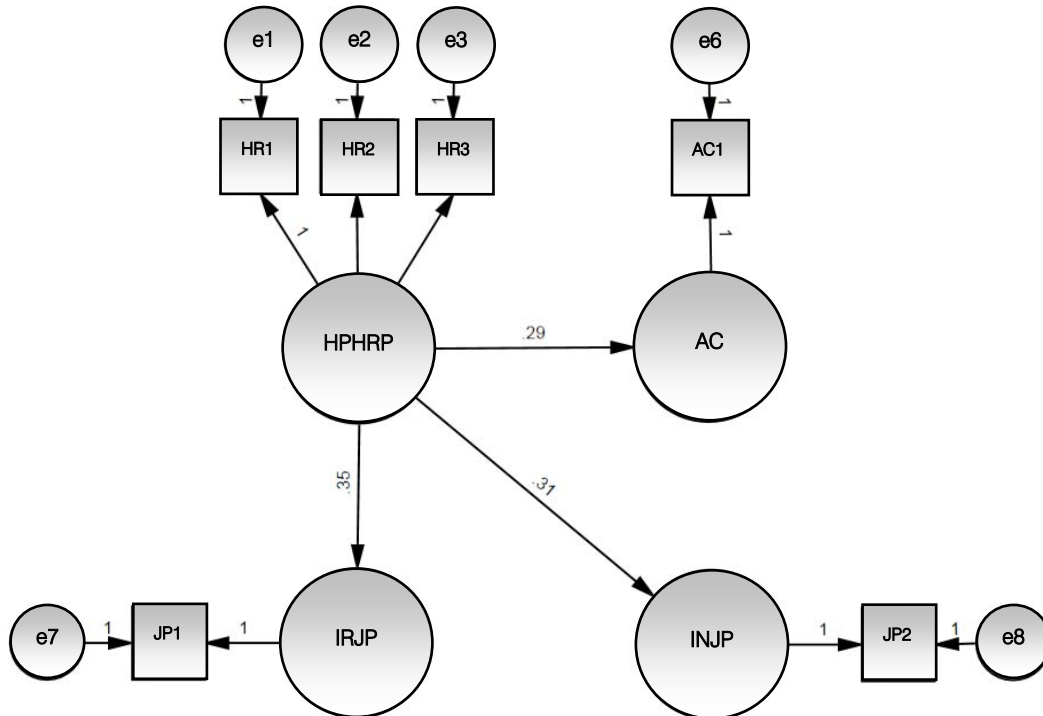 e1
e2
e3
e6
1
1
1
1
HR1
HR2
HR3
AC1
1
1
HPHRP
.29
AC
.35
.31
e7
1
JP1
1
IRJP
INJP
1
JP2
1
e8